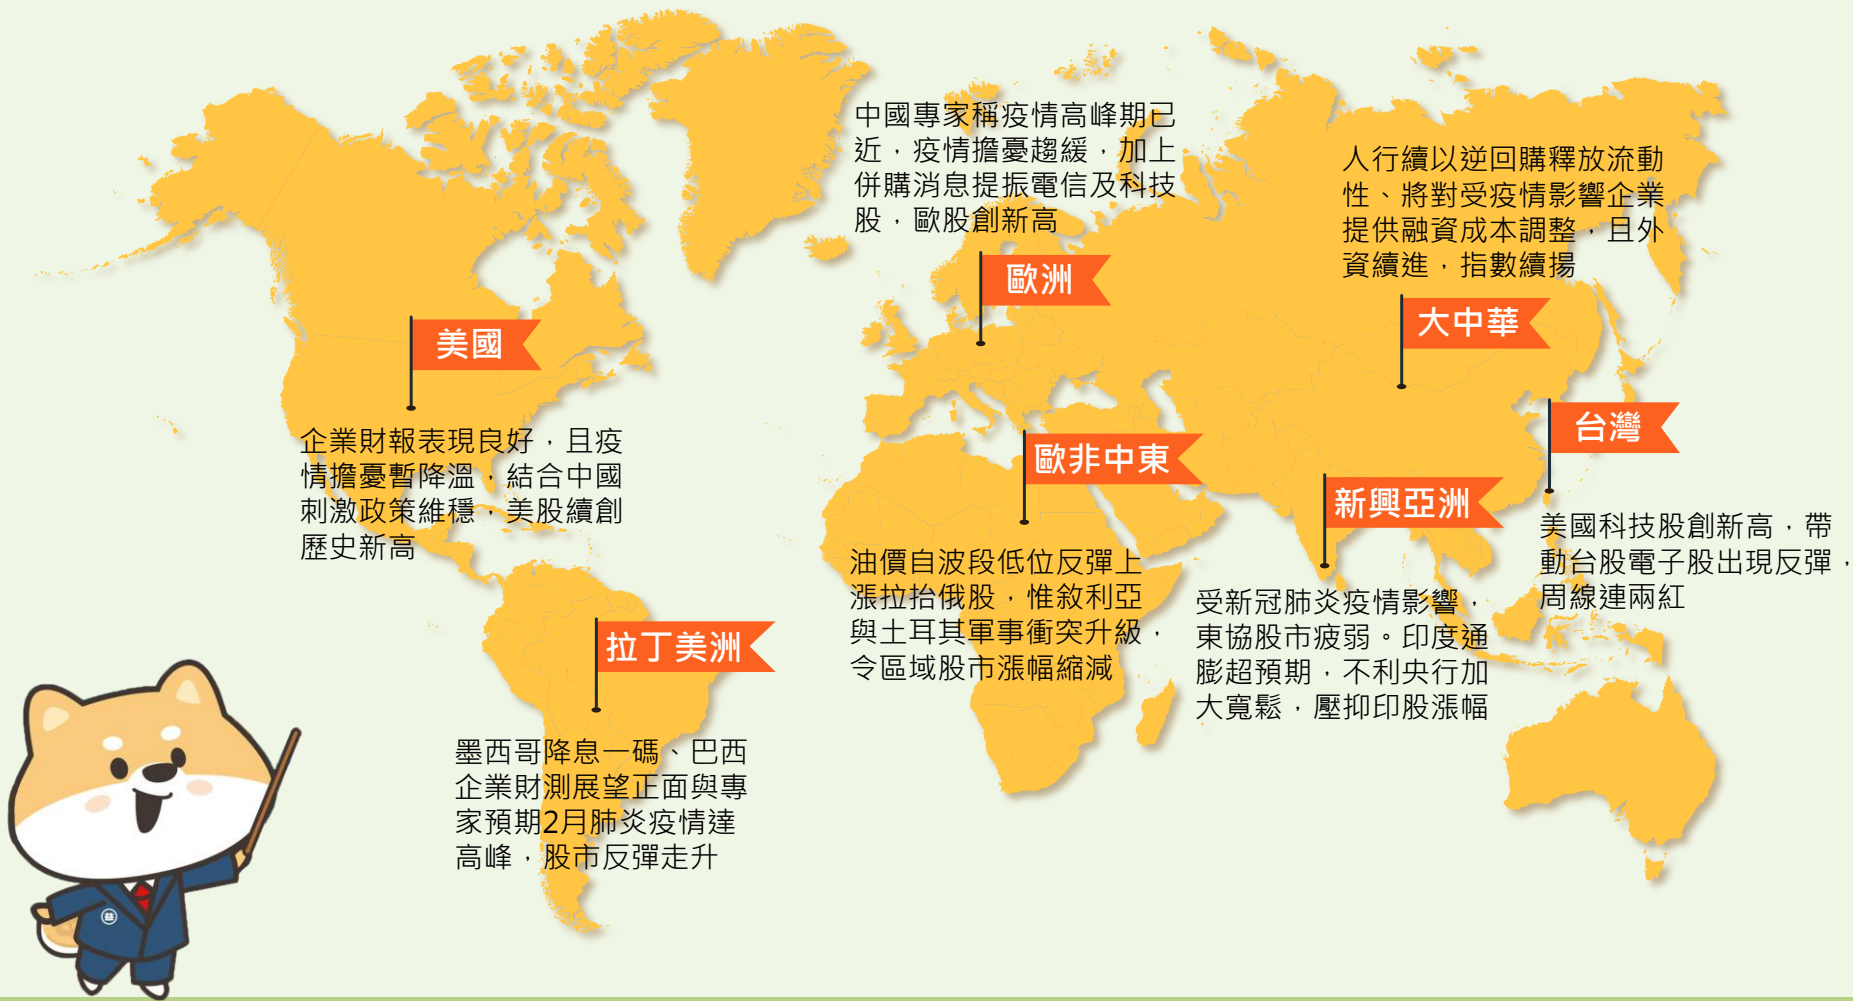 中國專家稱疫情高峰期已
近，疫情擔憂趨緩，加上
併購消息提振電信及科技
股，歐股創新高
歐洲
人行續以逆回購釋放流動
性、將對受疫情影響企業
提供融資成本調整，且外
資續進，指數續揚
大中華
美國
企業財報表現良好，且疫
情擔憂暫降溫，結合中國
刺激政策維穩，美股續創
歷史新高
台灣
美國科技股創新高，帶
動台股電子股出現反彈，
周線連兩紅
歐非中東
油價自波段低位反彈上
漲拉抬俄股，惟敘利亞
與土耳其軍事衝突升級，
令區域股市漲幅縮減
新興亞洲
受新冠肺炎疫情影響，
東協股市疲弱。印度通
膨超預期，不利央行加
大寬鬆，壓抑印股漲幅
拉丁美洲
墨西哥降息一碼、巴西
企業財測展望正面與專
家預期2月肺炎疫情達
高峰，股市反彈走升